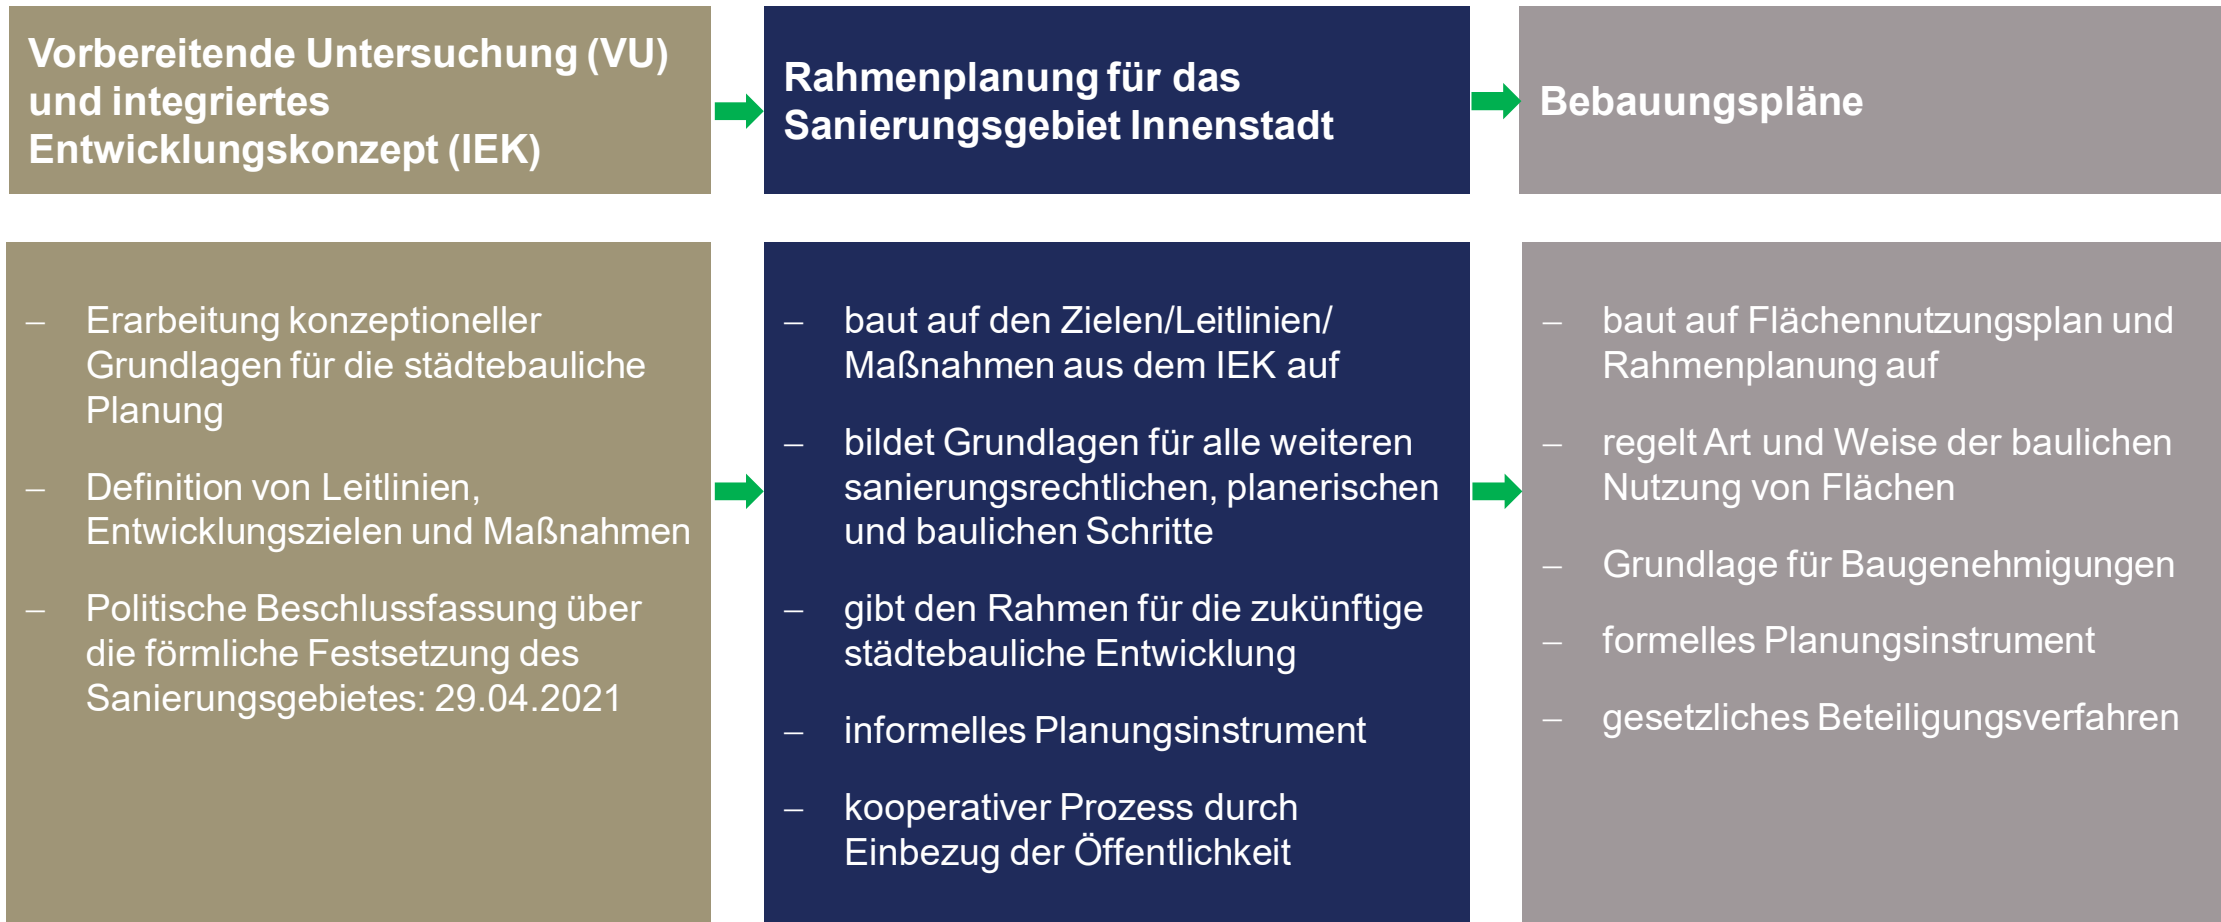 Vorbereitende Untersuchung (VU)
und integriertes
Entwicklungskonzept (IEK)
Rahmenplanung für das
Sanierungsgebiet Innenstadt
Bebauungspläne
– Erarbeitung konzeptioneller
Grundlagen für die städtebauliche
Planung
– Definition von Leitlinien,
Entwicklungszielen und Maßnahmen
– Politische Beschlussfassung über
die förmliche Festsetzung des
Sanierungsgebietes: 29.04.2021
– baut auf den Zielen/Leitlinien/
Maßnahmen aus dem IEK auf
– bildet Grundlagen für alle weiteren
sanierungsrechtlichen, planerischen
und baulichen Schritte
– gibt den Rahmen für die zukünftige
städtebauliche Entwicklung
– informelles Planungsinstrument
– kooperativer Prozess durch
Einbezug der Öffentlichkeit
– baut auf Flächennutzungsplan und
Rahmenplanung auf
– regelt Art und Weise der baulichen
Nutzung von Flächen
– Grundlage für Baugenehmigungen
– formelles Planungsinstrument
– gesetzliches Beteiligungsverfahren